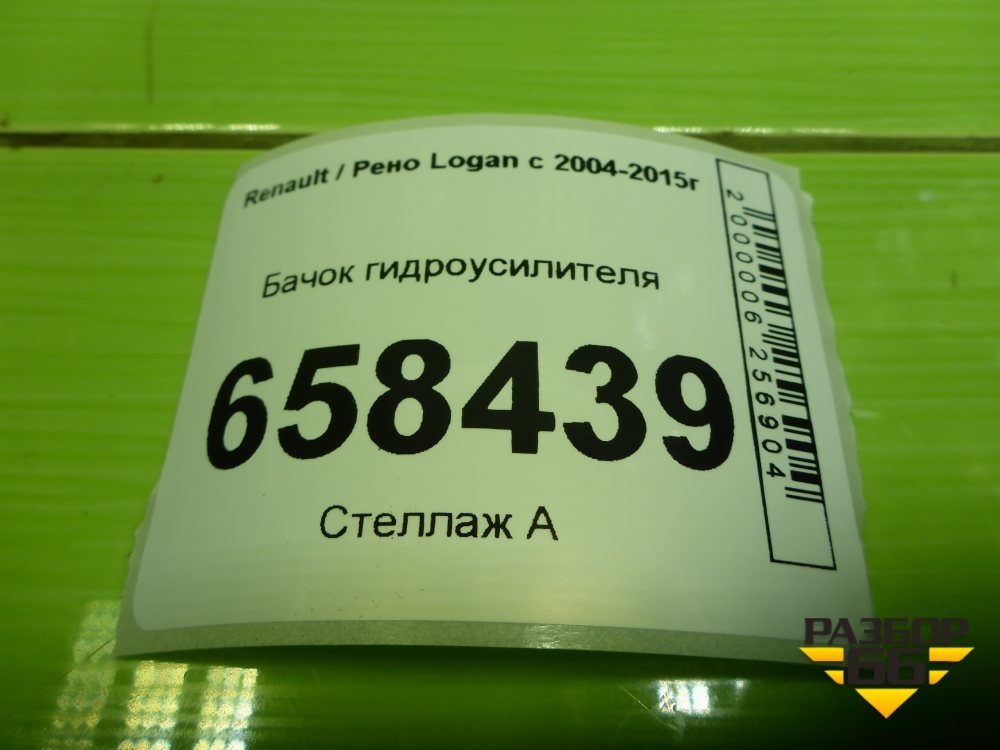 Renault / Рено Logan с 2004-2015г
Бачок гидроусилителя
658439
Стеллаж А
2000006256904
РАЗБОР
66